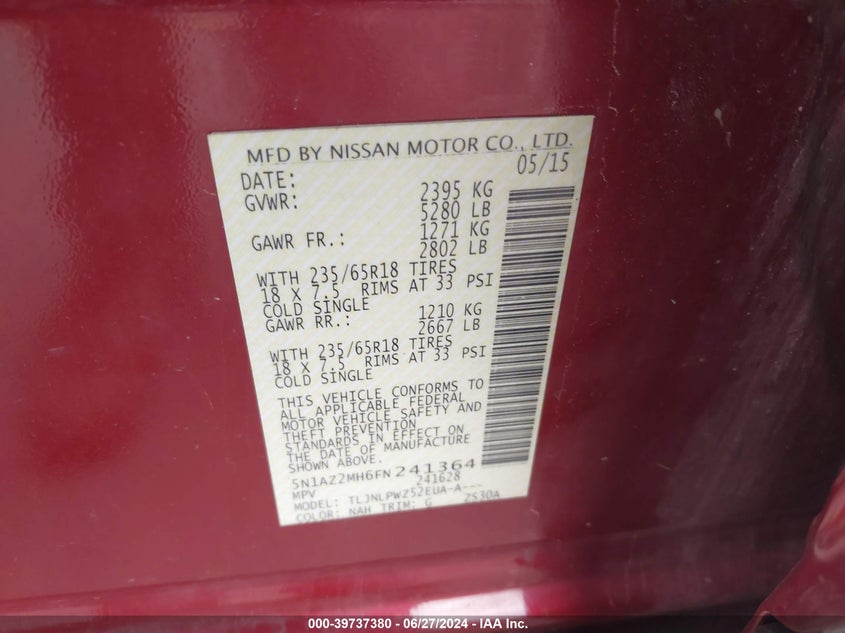 MFD BY NISSAN MOTOR CO., LTD.
DATE: 05/15
GVWR: 2395 KG
5280 LB
GAWR FR.: 1271 KG
2802 LB
WITH 235/65R18 TIRES
18 X 7.5 RIMS AT 33 PSI
COLD SINGLE
GAWR RR.: 1210 KG
2667 LB
WITH 235/65R18 TIRES
18 X 7.5 RIMS AT 33 PSI
COLD SINGLE
THIS VEHICLE CONFORMS TO
ALL APPLICABLE FEDERAL
MOTOR VEHICLE SAFETY AND
THEFT PREVENTION
STANDARDS IN EFFECT ON
THE DATE OF MANUFACTURE
SHOWN ABOVE.
5N1AZ2MH6FN241364
MPV 241628
MODEL: TLJNLPWZ52EUA-A---
COLOR: NAH TRIM: G ZS30A
000-39737380 - 06/27/2024 - IAA Inc.